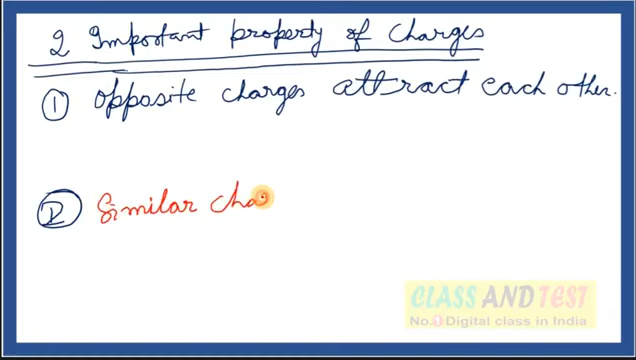 2 Important property of charges
1 opposite charges attract each other.
2 Similar cha
CLASS AND TEST
No.1 Digital class in India